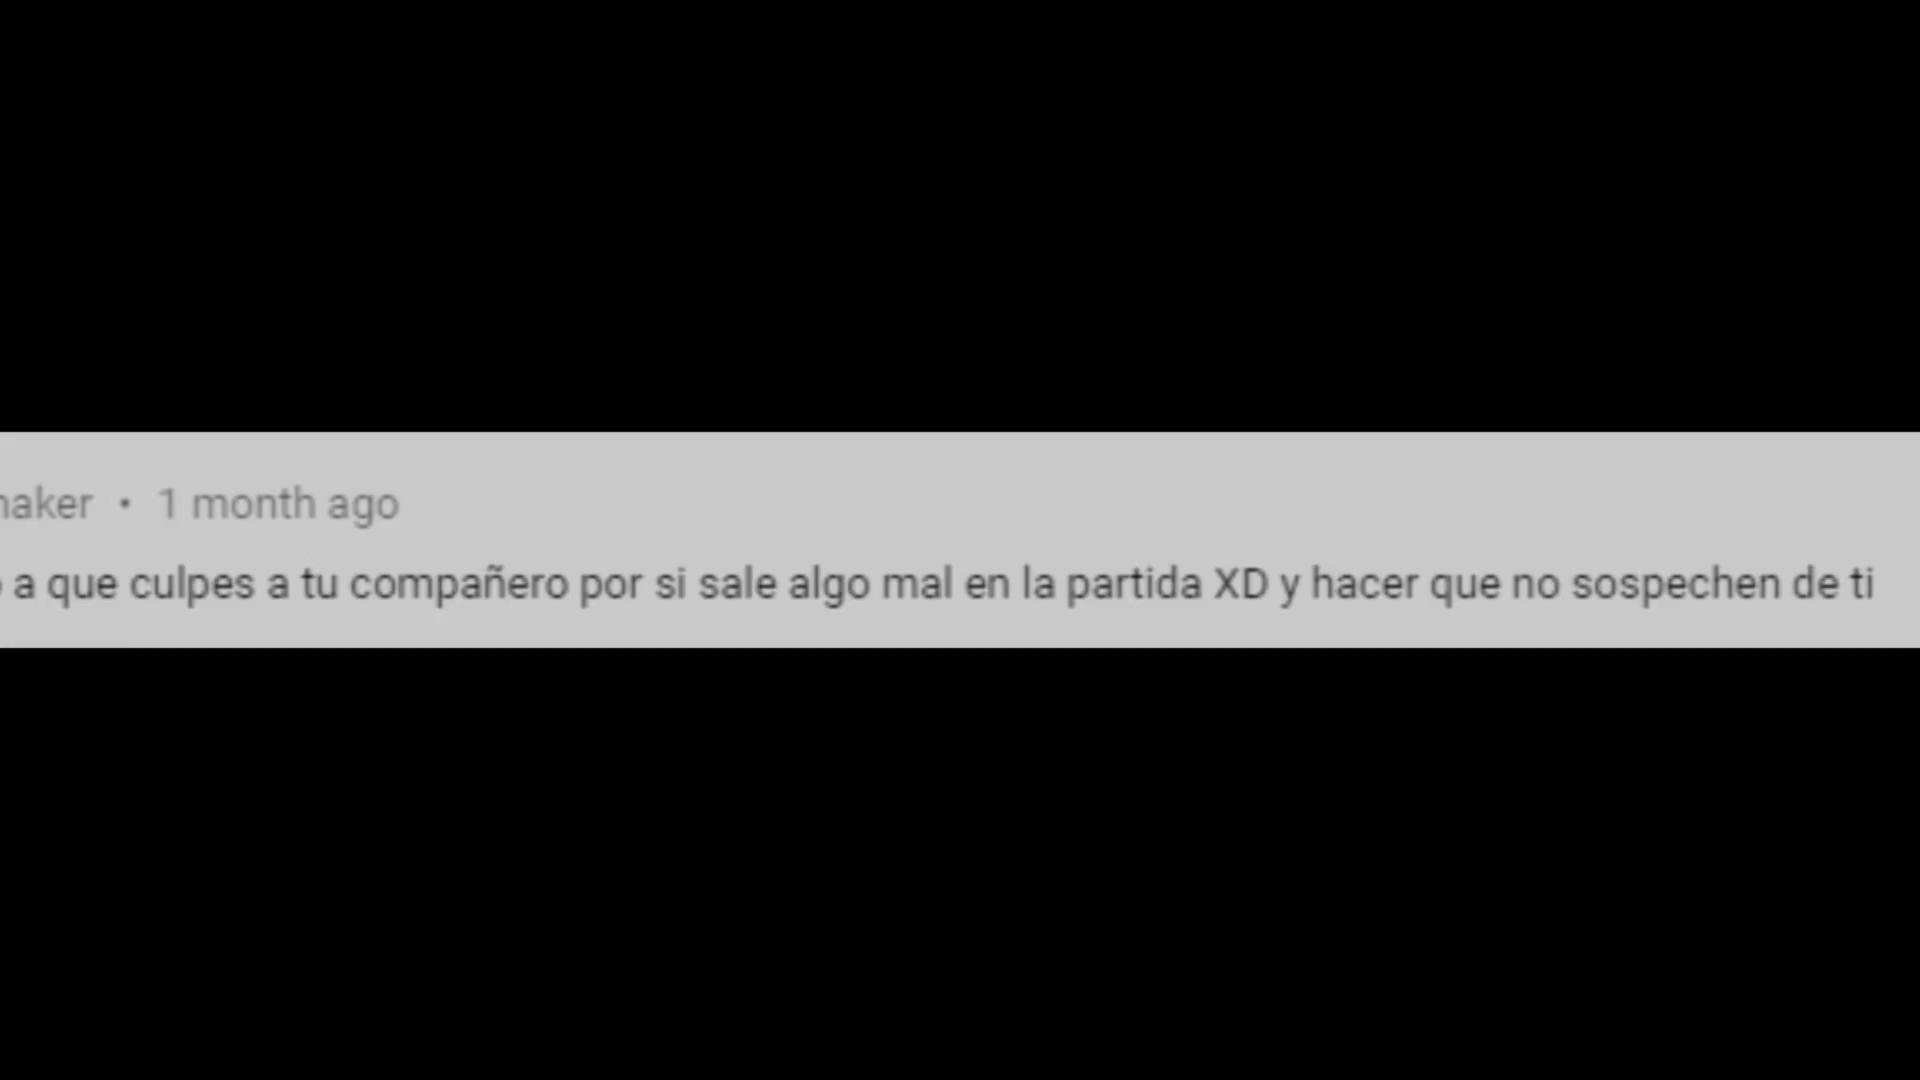 naker • 1 month ago
a que culpes a tu compañero por si sale algo mal en la partida XD y hacer que no sospechen de ti